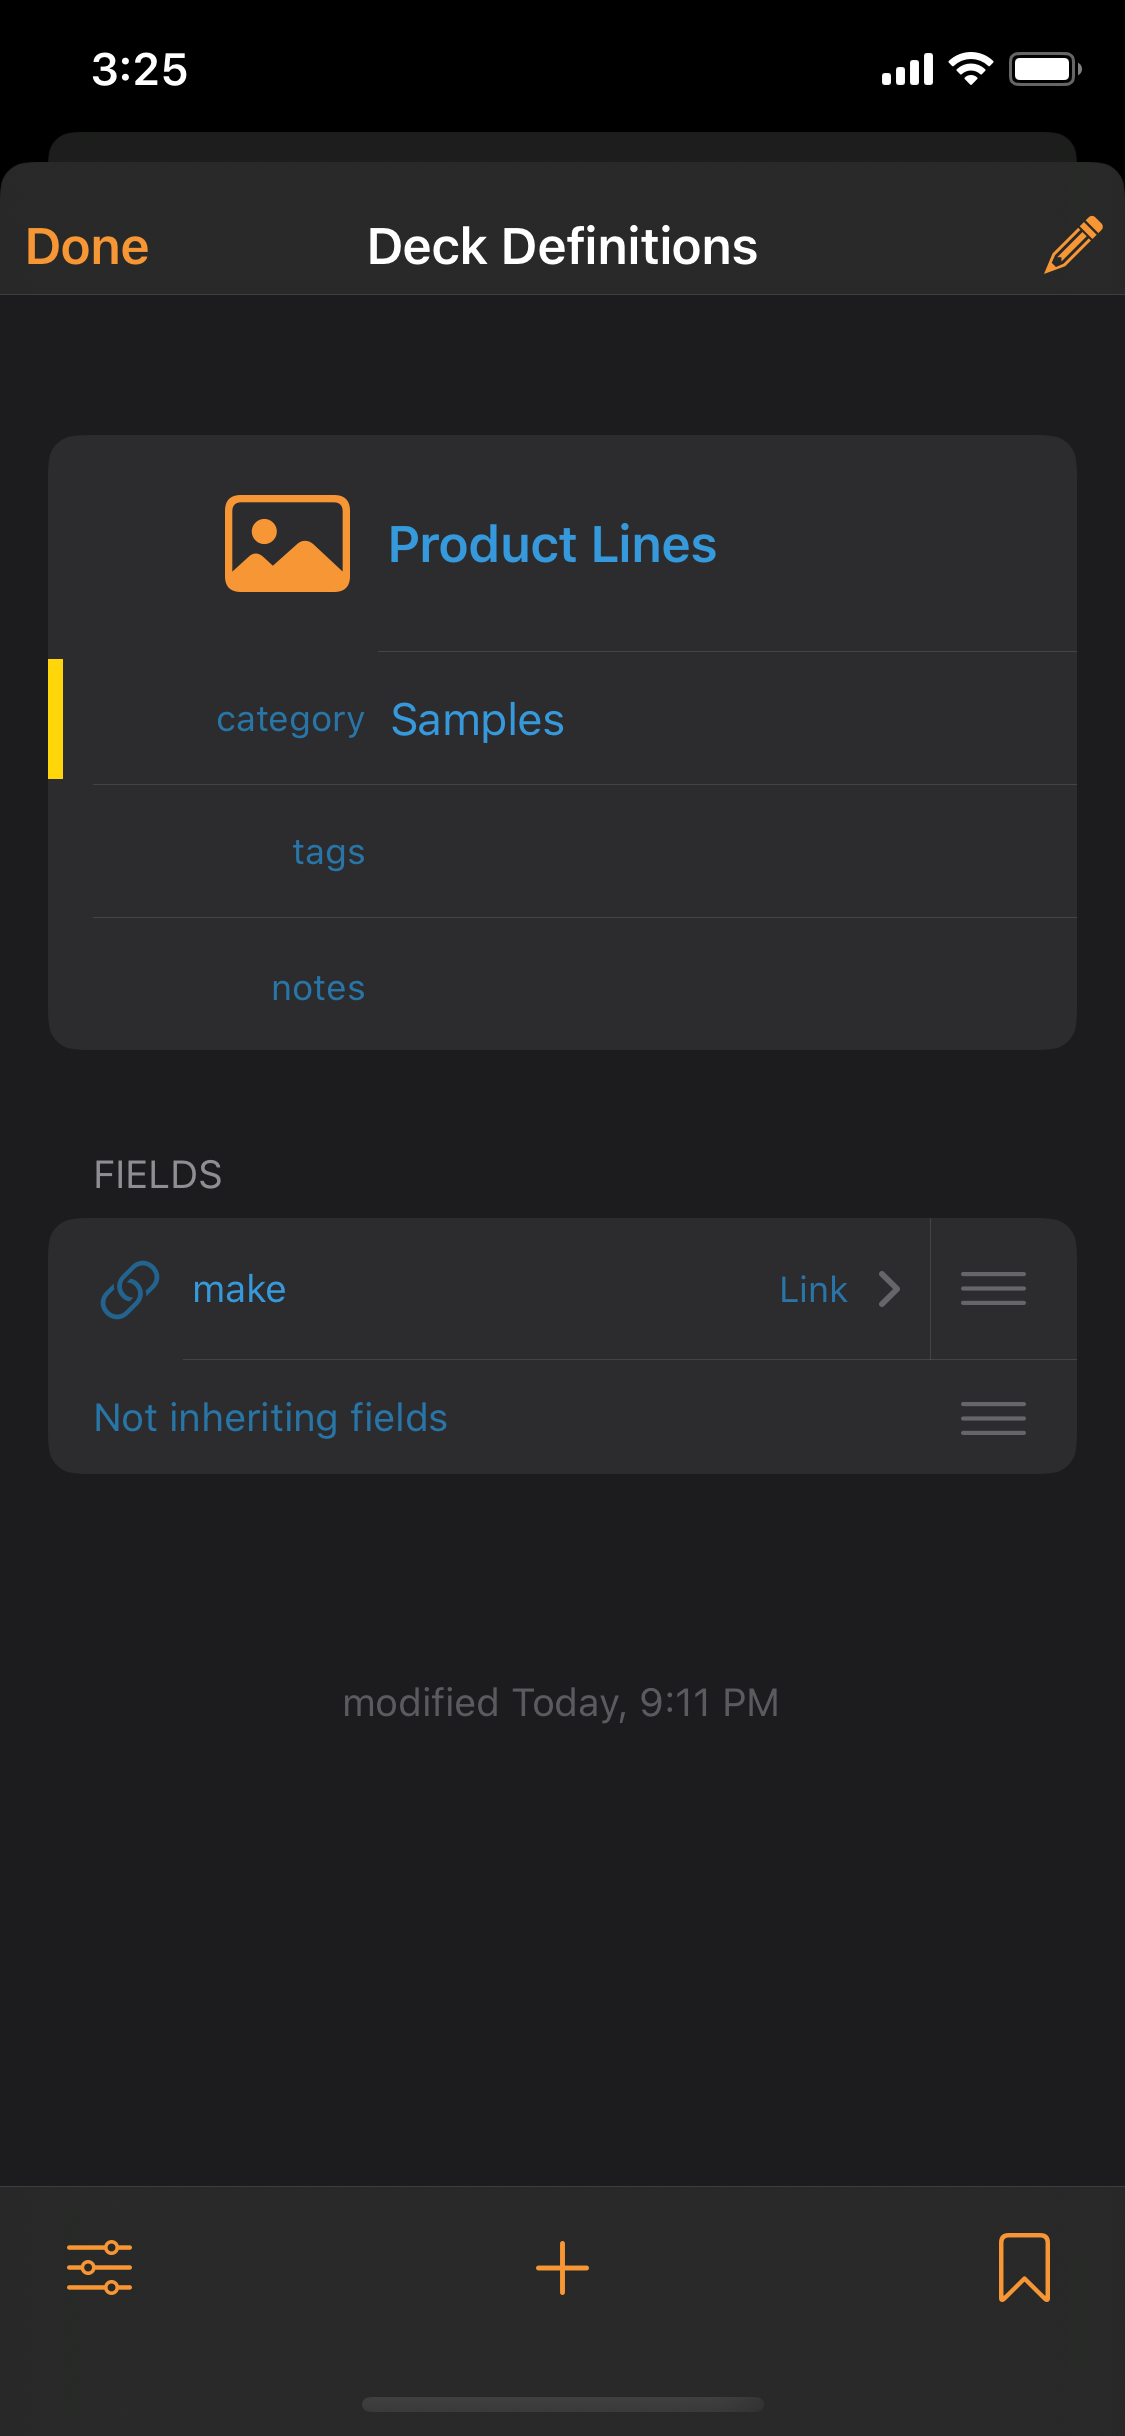 3:25
Done
Deck Definitions
Product Lines
category
Samples
tags
notes
FIELDS
make
Link
Not inheriting fields
modified Today, 9:11 PM